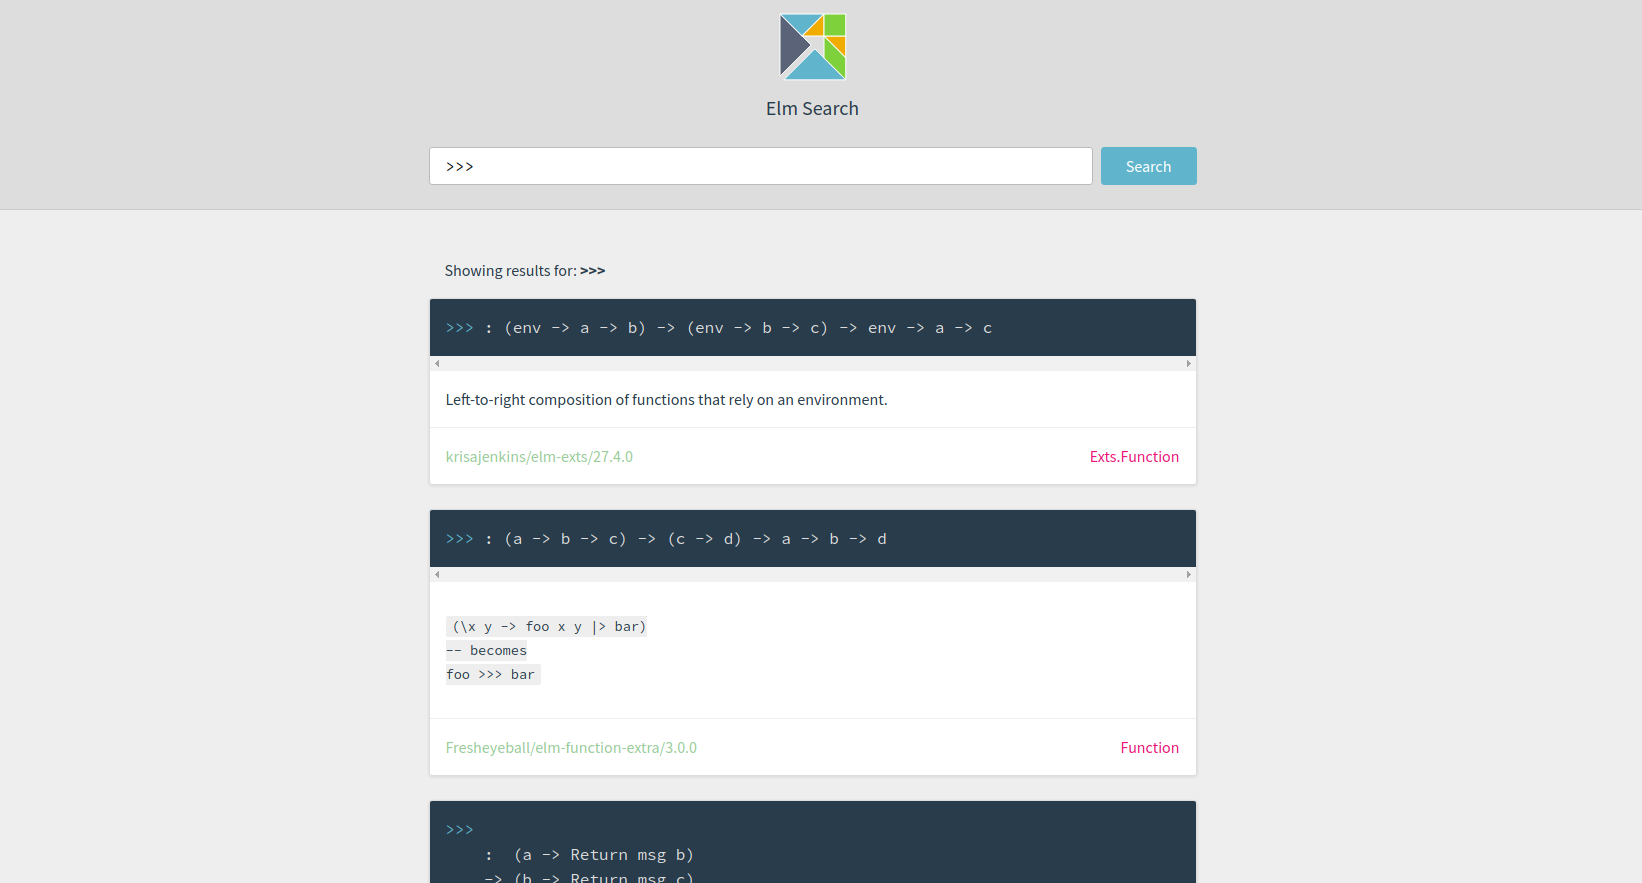 Elm Search
>>>
Search
Showing results for: >>>
>>> : (env -> a -> b) -> (env -> b -> c) -> env -> a -> c
Left-to-right composition of functions that rely on an environment.
krisajenkins/elm-exts/27.4.0
Exts.Function
>>> : (a -> b -> c) -> (c -> d) -> a -> b -> d
(\x y -> foo x y |> bar)
-- becomes
foo >>> bar
Fresheyeball/elm-function-extra/3.0.0
Function
>>>
: (a -> Return msg b)
-> (b -> Return msg c)